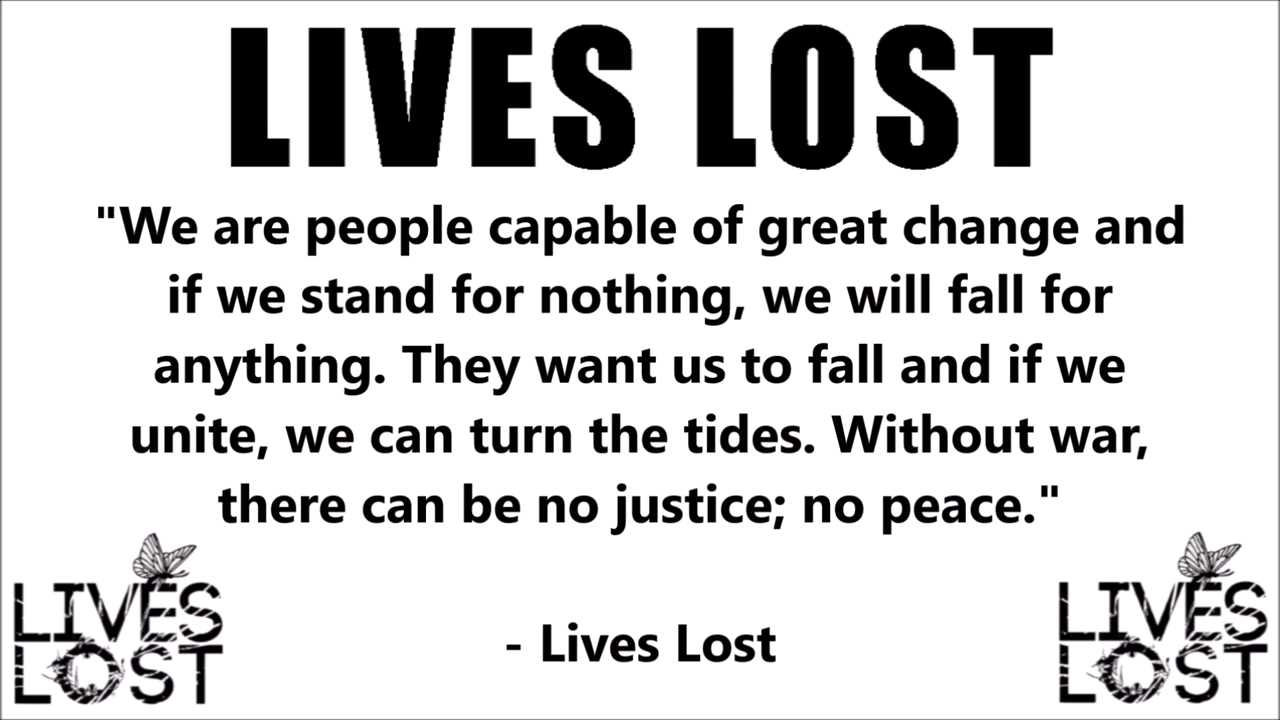 LIVES LOST
"We are people capable of great change and
if we stand for nothing, we will fall for
anything. They want us to fall and if we
unite, we can turn the tides. Without war,
there can be no justice; no peace."
- Lives Lost
LIVES
LOST
LIVES
LOST